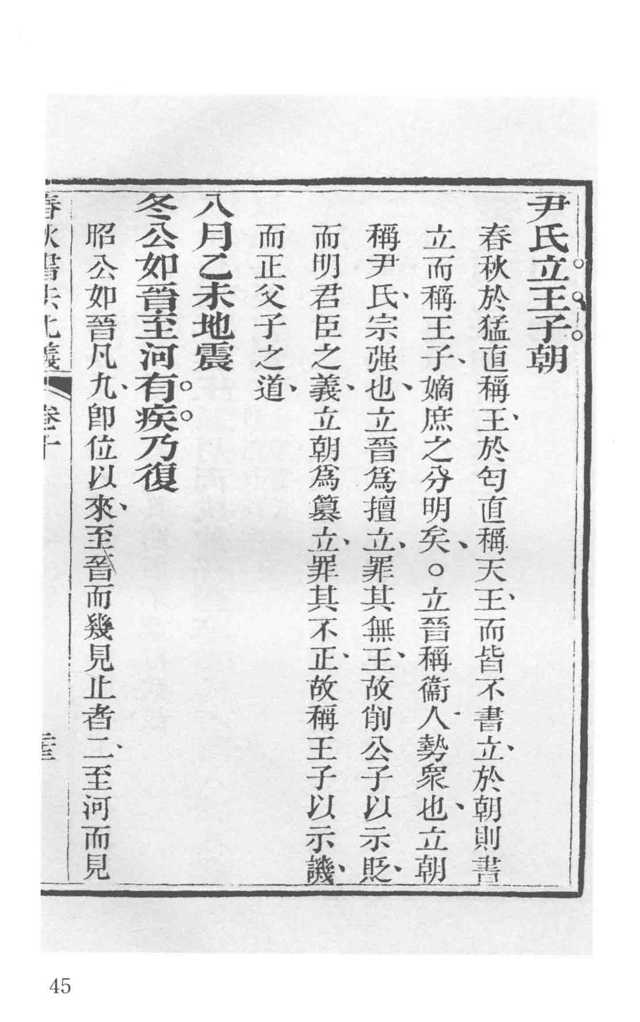 尹氏立王子朝
春秋於猛直稱王、於匄直稱天王、而皆不書立、於朝則書
立而稱王子、嫡庶之分明矣、。立晉稱衞人、勢衆也、立朝
稱尹氏、宗强也、立晉爲擅立、罪其無王、故削公子以示貶、
而明君臣之義、立朝爲簒立、罪其不正、故稱王子以示譏、
而正父子之道、
八月乙未地震
冬公如晉至河有疾乃復
昭公如晉凡九、卽位以來、至晉而幾見止者二、至河而見
春秋書法比義 卷十
45